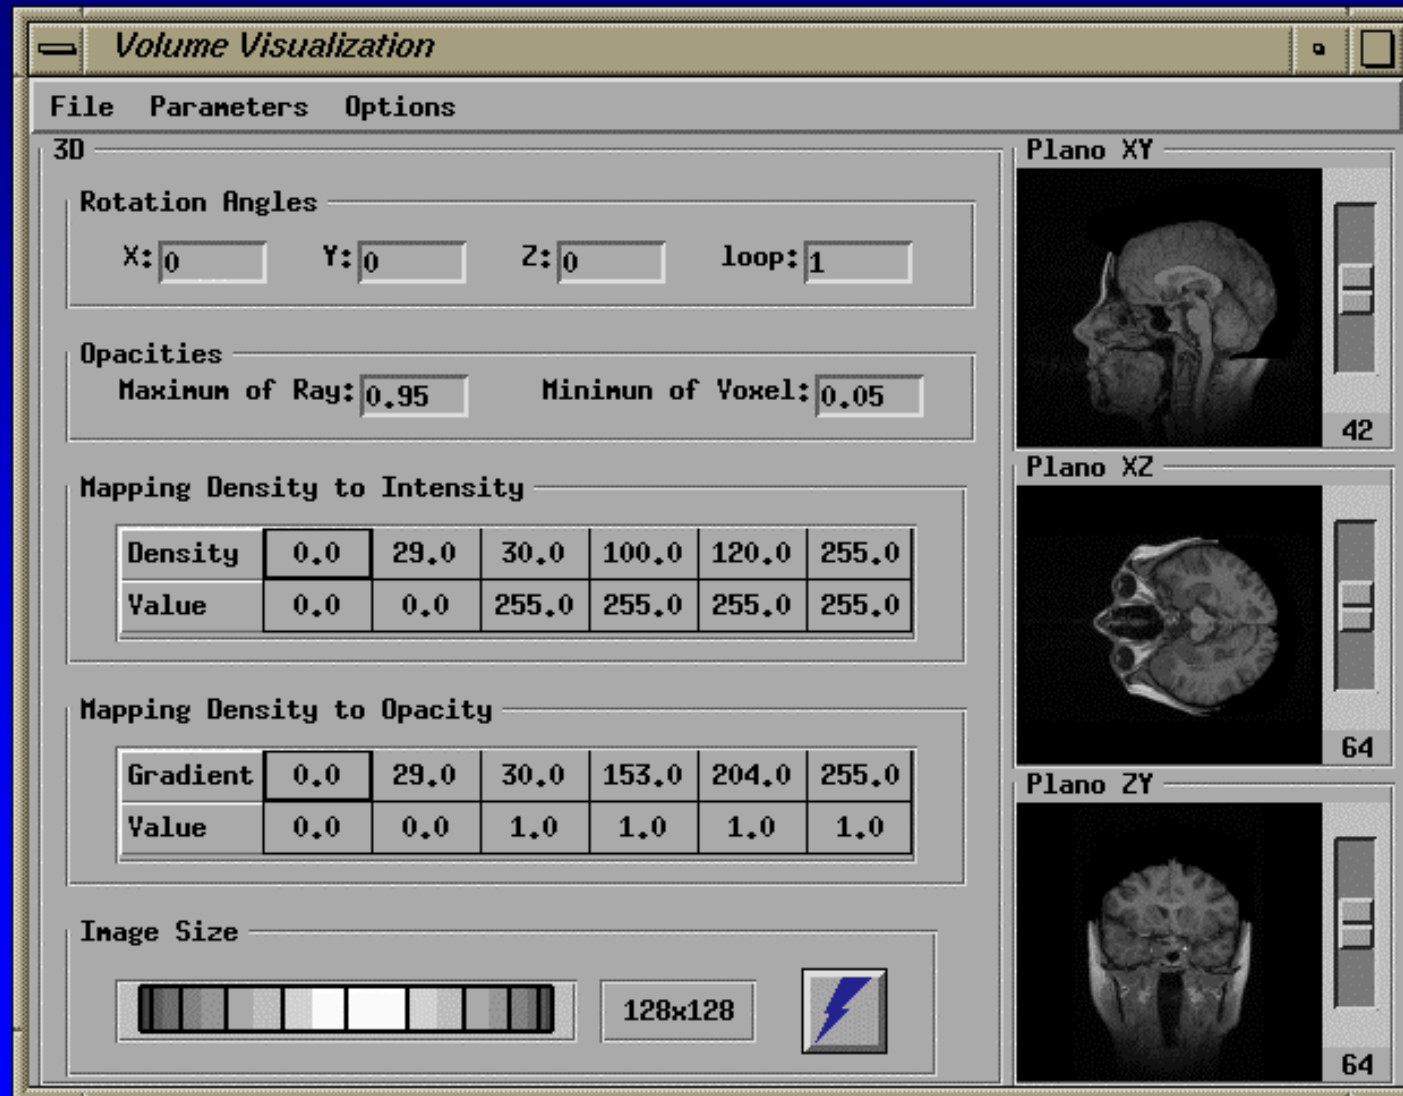 Volume Visualization
File Parameters Options
3D
Rotation Angles
X: 0 Y: 0 Z: 0 loop: 1
Opacities
Maximum of Ray: 0.95 Minimun of Voxel: 0.05
Mapping Density to Intensity
Density 0.0 29.0 30.0 100.0 120.0 255.0
Value 0.0 0.0 255.0 255.0 255.0 255.0
Mapping Density to Opacity
Gradient 0.0 29.0 30.0 153.0 204.0 255.0
Value 0.0 0.0 1.0 1.0 1.0 1.0
Image Size
128x128
Plano XY
42
Plano XZ
64
Plano ZY
64